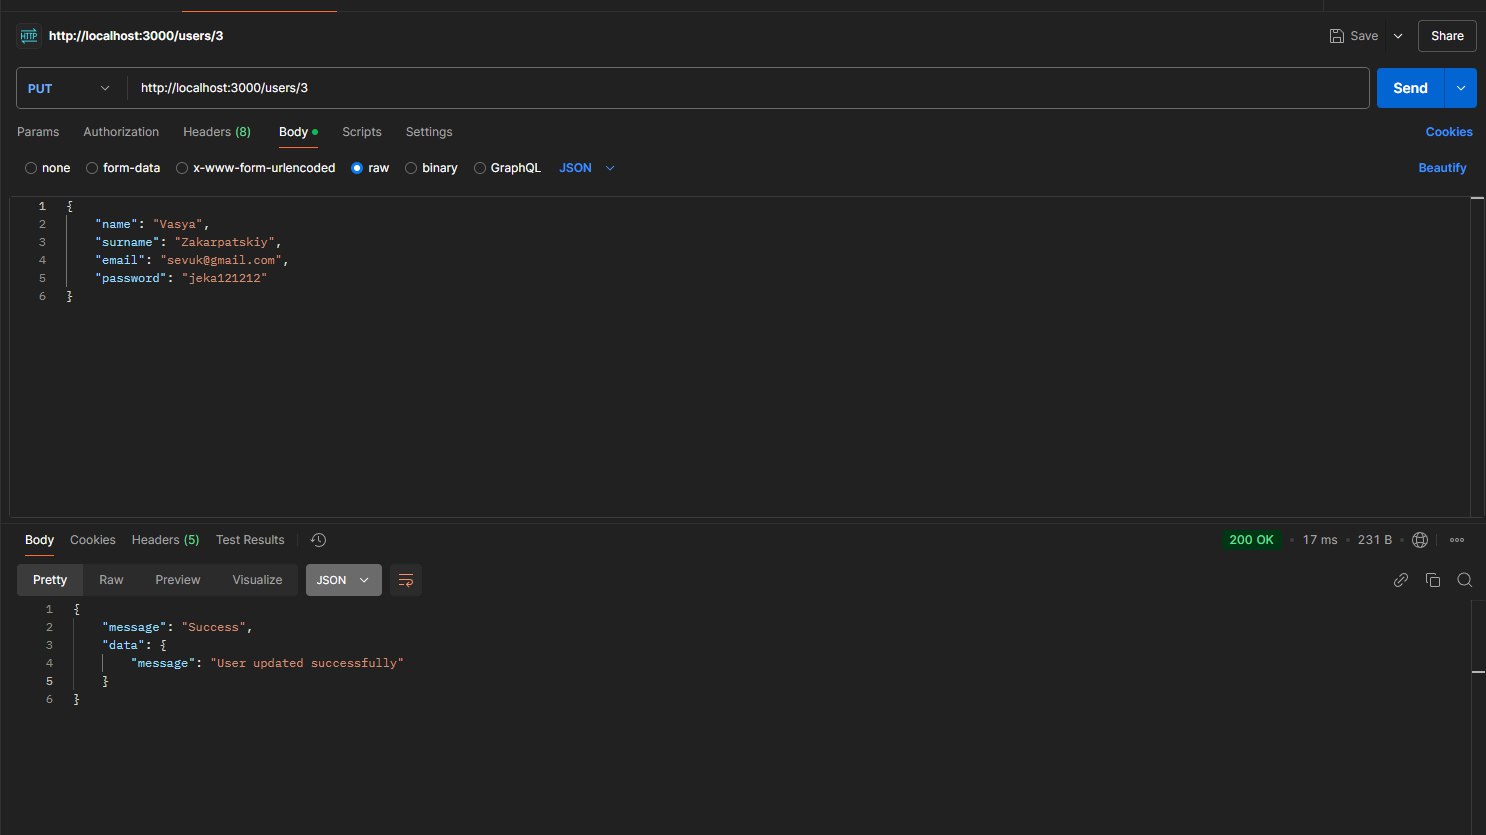 HTTP http://localhost:3000/users/3 Save Share
PUT http://localhost:3000/users/3 Send
Params Authorization Headers (8) Body Scripts Settings Cookies
none form-data x-www-form-urlencoded raw binary GraphQL JSON Beautify
1 {
2 "name": "Vasya",
3 "surname": "Zakarpatskiy",
4 "email": "sevuk@gmail.com",
5 "password": "jeka121212"
6 }
Body Cookies Headers (5) Test Results 200 OK 17 ms 231 B
Pretty Raw Preview Visualize JSON
1 {
2 "message": "Success",
3 "data": {
4 "message": "User updated successfully"
5 }
6 }